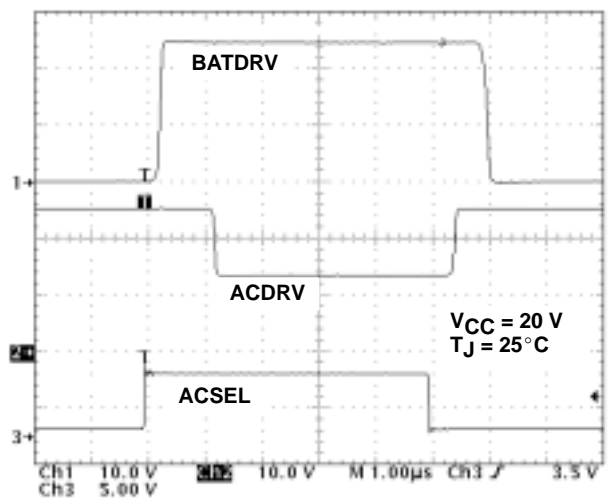 BATDRV
1
T
ACDRV
VCC = 20 V
TJ = 25°C
2
T
ACSEL
3
Ch1 10.0 V Ch2 10.0 V M 1.00µs Ch3 3.5 V
Ch3 5.00 V